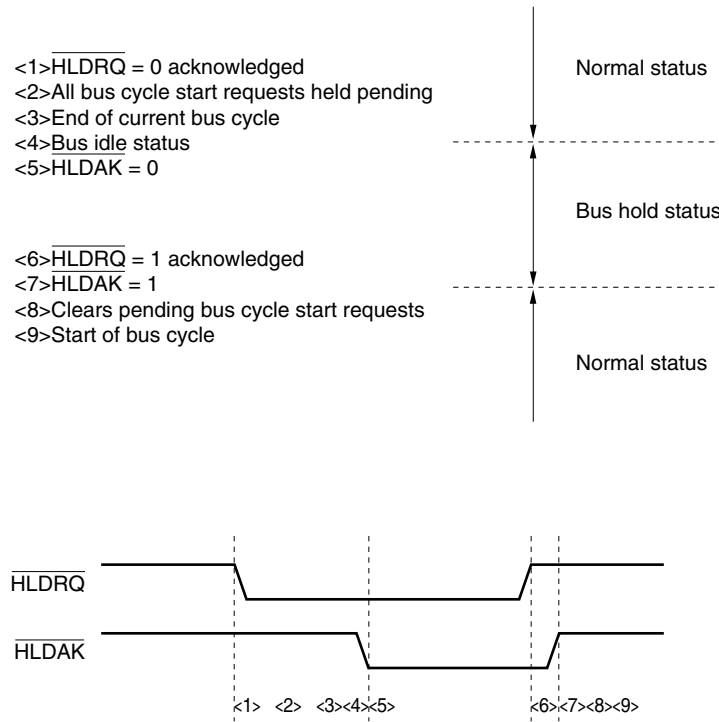 <1>HLDRQ = 0 acknowledged
<2>All bus cycle start requests held pending
<3>End of current bus cycle
<4>Bus idle status
<5>HLDAK = 0
Normal status
Bus hold status
<6>HLDRQ = 1 acknowledged
<7>HLDAK = 1
<8>Clears pending bus cycle start requests
<9>Start of bus cycle
Normal status
HLDRQ
HLDAK
<1> <2> <3><4><5> <6><7><8><9>